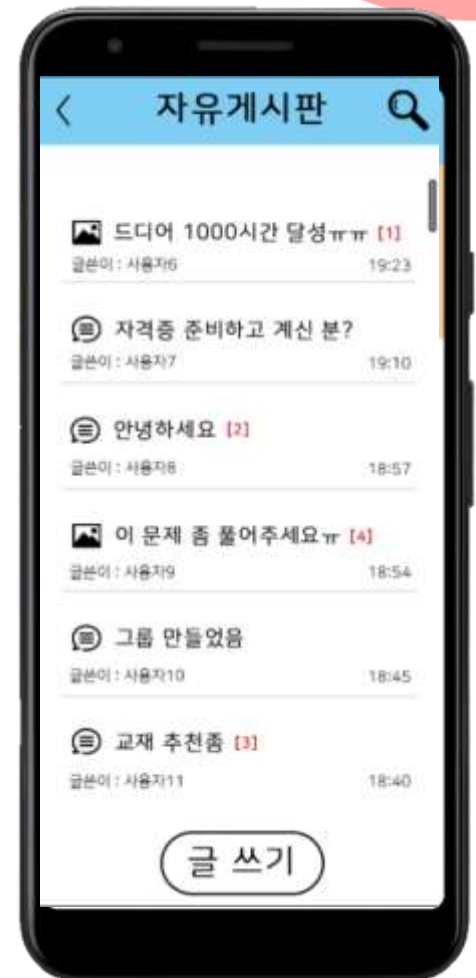 자유게시판
드디어 1000시간 달성ㅠㅠ [1]
글쓴이 : 사용자6 19:23
자격증 준비하고 계신 분?
글쓴이 : 사용자7 19:10
안녕하세요 [2]
글쓴이 : 사용자8 18:57
이 문제 좀 풀어주세요ㅠ [4]
글쓴이 : 사용자9 18:54
그룹 만들었음
글쓴이 : 사용자10 18:45
교재 추천좀 [3]
글쓴이 : 사용자11 18:40
글 쓰기